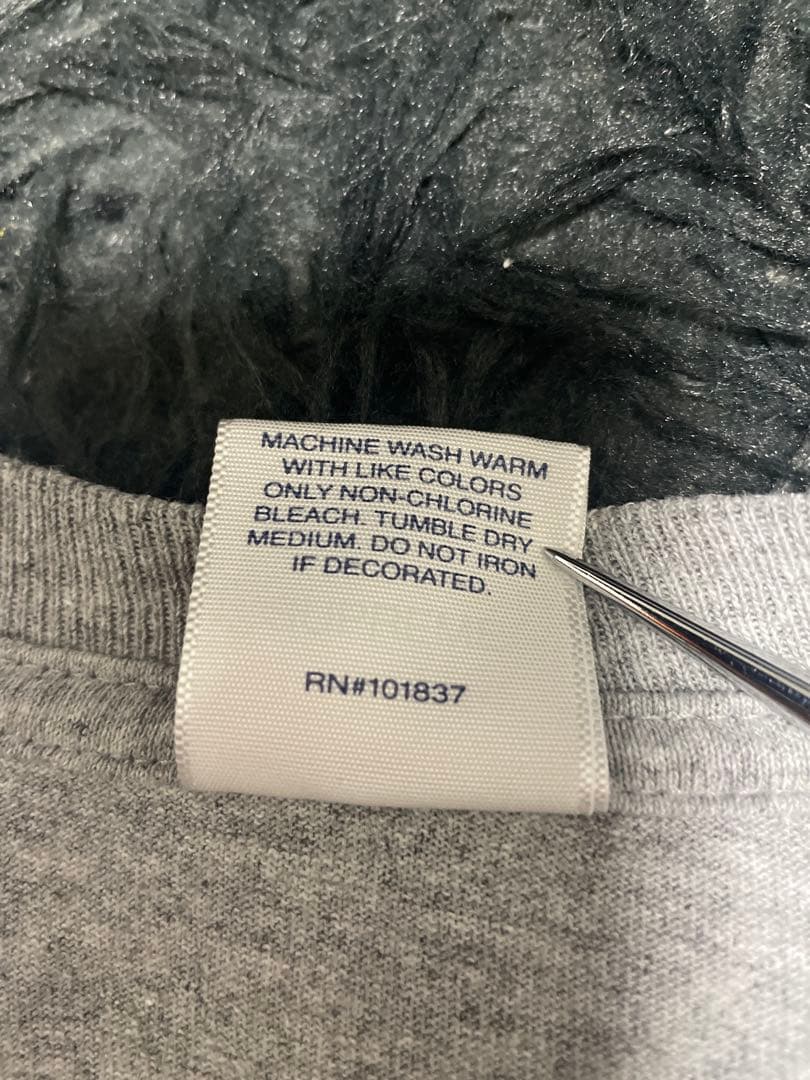 MACHINE WASH WARM
WITH LIKE COLORS
ONLY NON-CHLORINE
BLEACH. TUMBLE DRY
MEDIUM. DO NOT IRON
IF DECORATED.
RN#101837